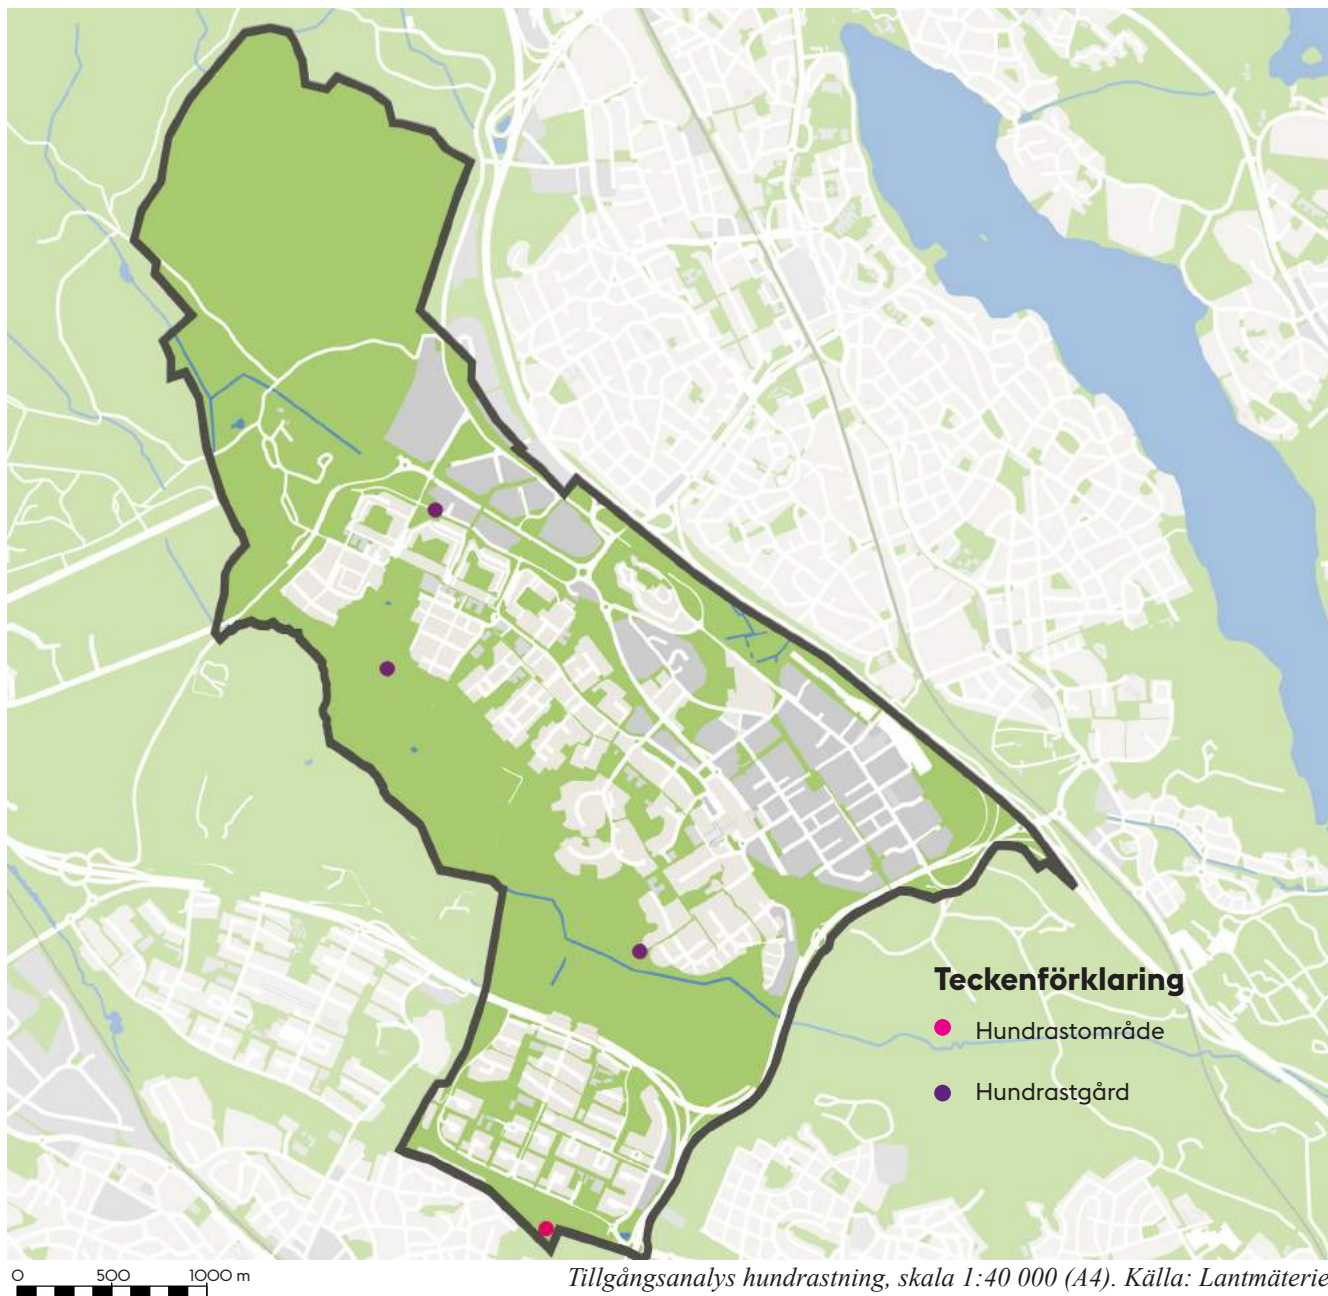 Teckenförklaring
Hundrastområde
Hundrastgård
0 500 1000 m
Tillgångsanalys hundrastning, skala 1:40 000 (A4). Källa: Lantmäterie